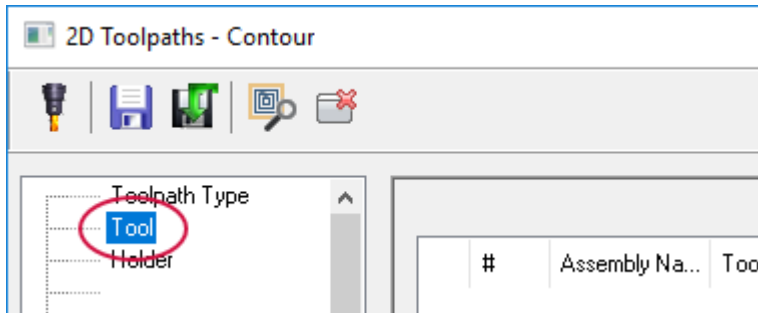 2D Toolpaths - Contour
Toolpath Type
Tool
Holder
# Assembly Na... Too